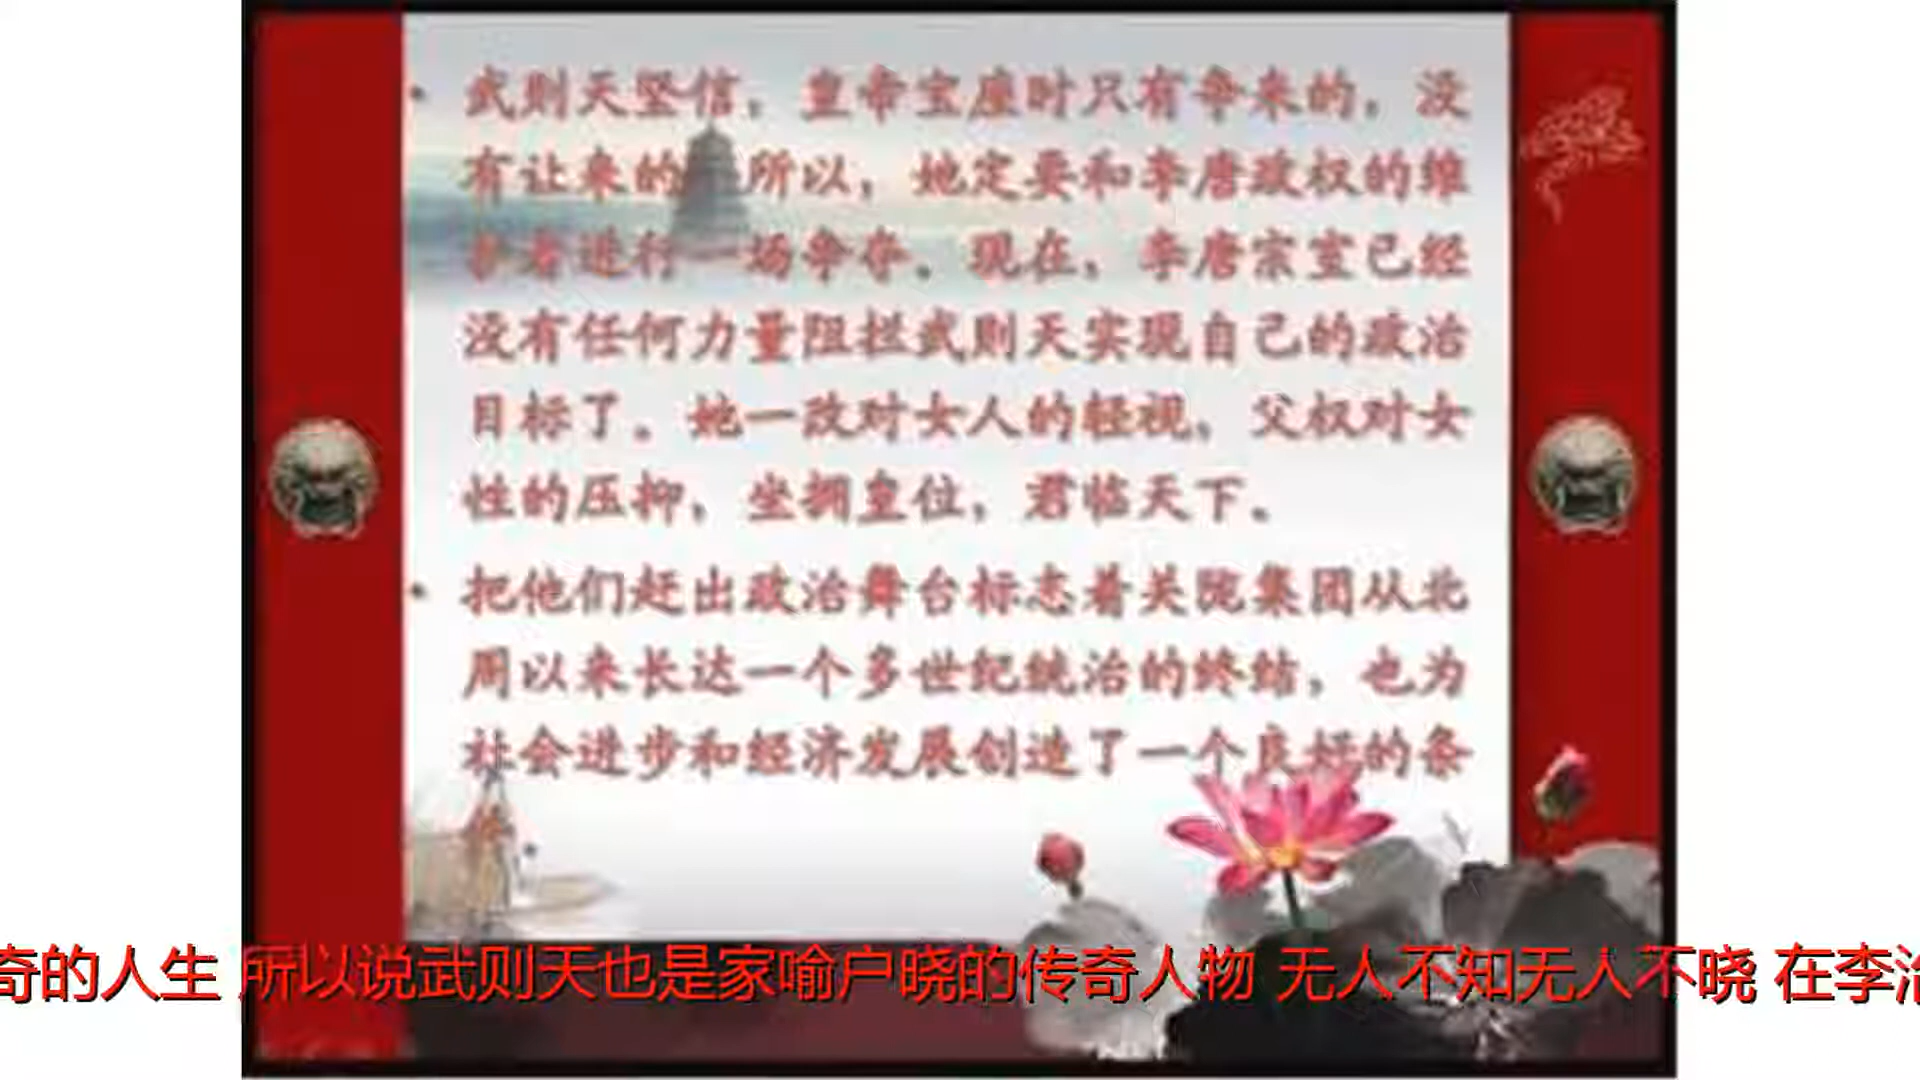 • 武则天坚信，皇帝宝座时只有争来的，没
有让来的 所以，她定要和李唐政权的维
护者进行一场争夺。现在，李唐宗室已经
没有任何力量阻拦武则天实现自己的政治
目标了。她一改对女人的轻视，父权对女
性的压抑，坐拥皇位，君临天下。
• 把他们赶出政治舞台标志着关陇集团从北
周以来长达一个多世纪统治的终结，也为
社会进步和经济发展创造了一个良好的条
件。
奇的人生 所以说武则天也是家喻户晓的传奇人物 无人不知无人不晓 在李治